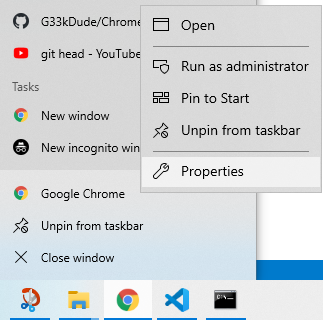 G33kDude/Chrome
git head - YouTube
Tasks
New window
New incognito win
Google Chrome
Unpin from taskbar
Close window
Open
Run as administrator
Pin to Start
Unpin from taskbar
Properties